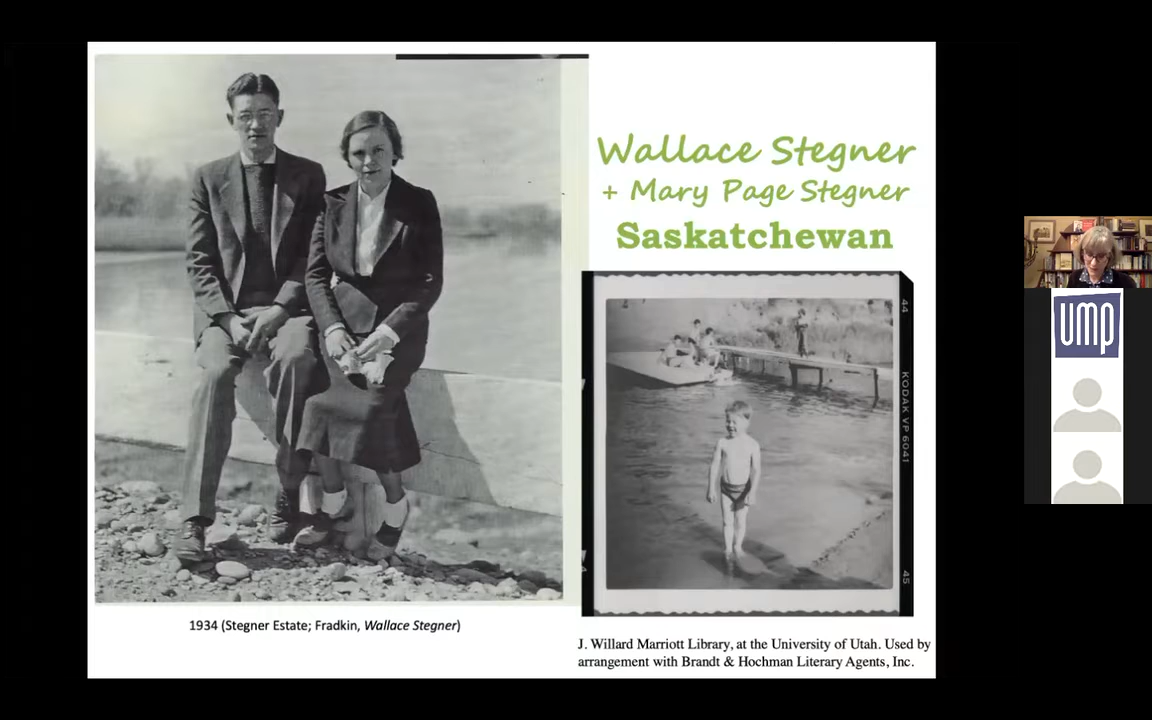 Wallace Stegner
+ Mary Page Stegner
Saskatchewan
44
KODAK VP 6041
45
1934 (Stegner Estate; Fradkin, Wallace Stegner)
J. Willard Marriott Library, at the University of Utah. Used by
arrangement with Brandt & Hochman Literary Agents, Inc.
ump